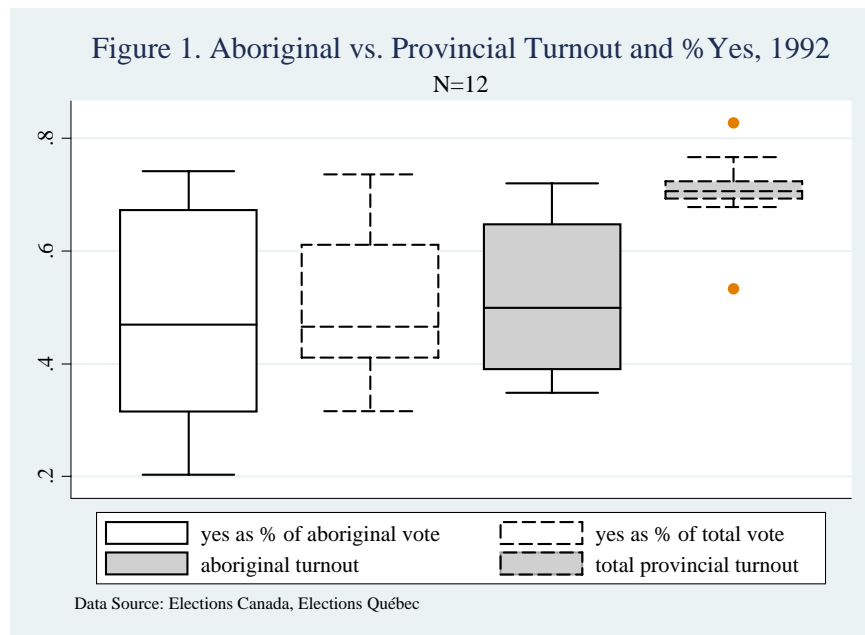 Figure 1. Aboriginal vs. Provincial Turnout and %Yes, 1992
N=12
.8
.6
.4
.2
yes as % of aboriginal vote
yes as % of total vote
aboriginal turnout
total provincial turnout
Data Source: Elections Canada, Elections Québec